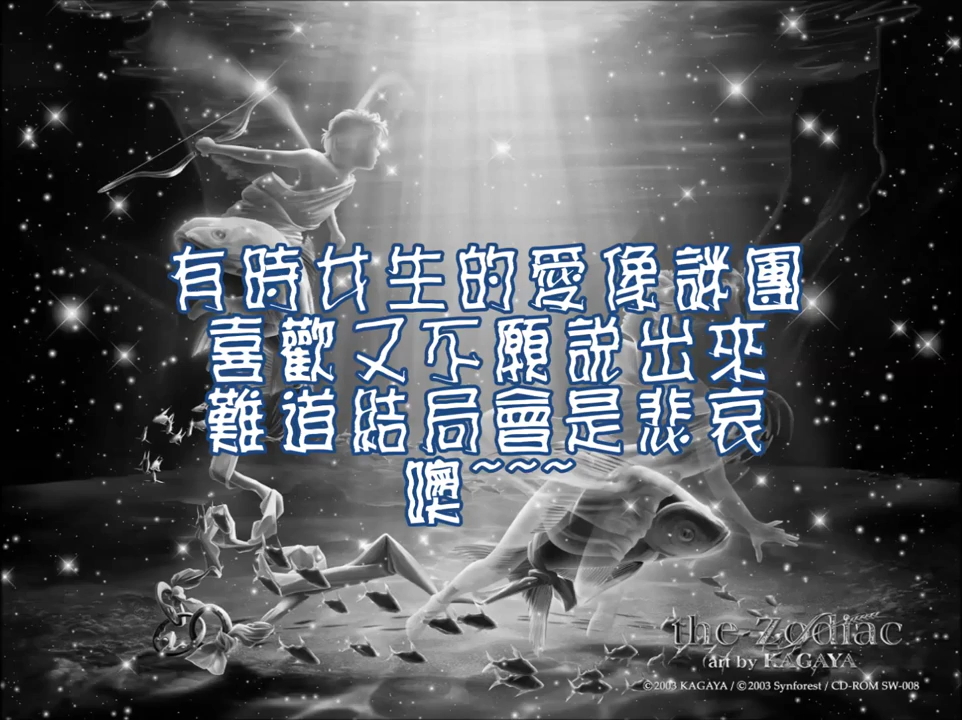 有時女生的愛像謎團
喜歡又不願說出來
難道結局會是悲哀
~~~
the Zodiac
art by KAGAYA
©2003 KAGAYA / ©2003 Synforest / CD-ROM SW-008